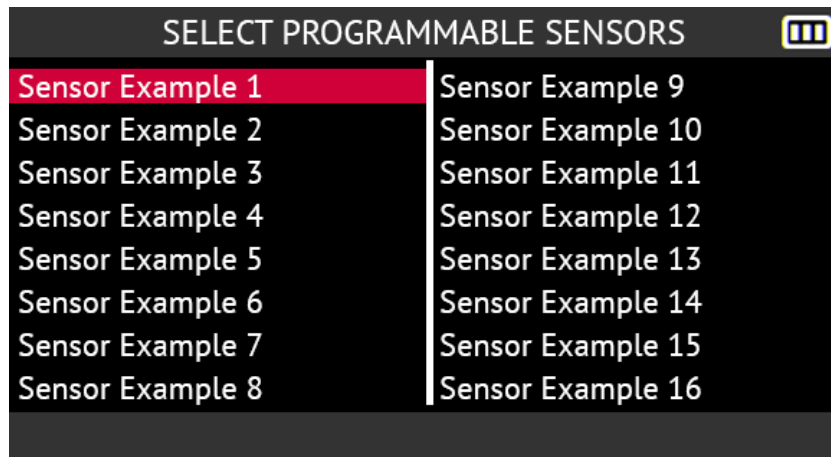 SELECT PROGRAMMABLE SENSORS
Sensor Example 1
Sensor Example 2
Sensor Example 3
Sensor Example 4
Sensor Example 5
Sensor Example 6
Sensor Example 7
Sensor Example 8
Sensor Example 9
Sensor Example 10
Sensor Example 11
Sensor Example 12
Sensor Example 13
Sensor Example 14
Sensor Example 15
Sensor Example 16